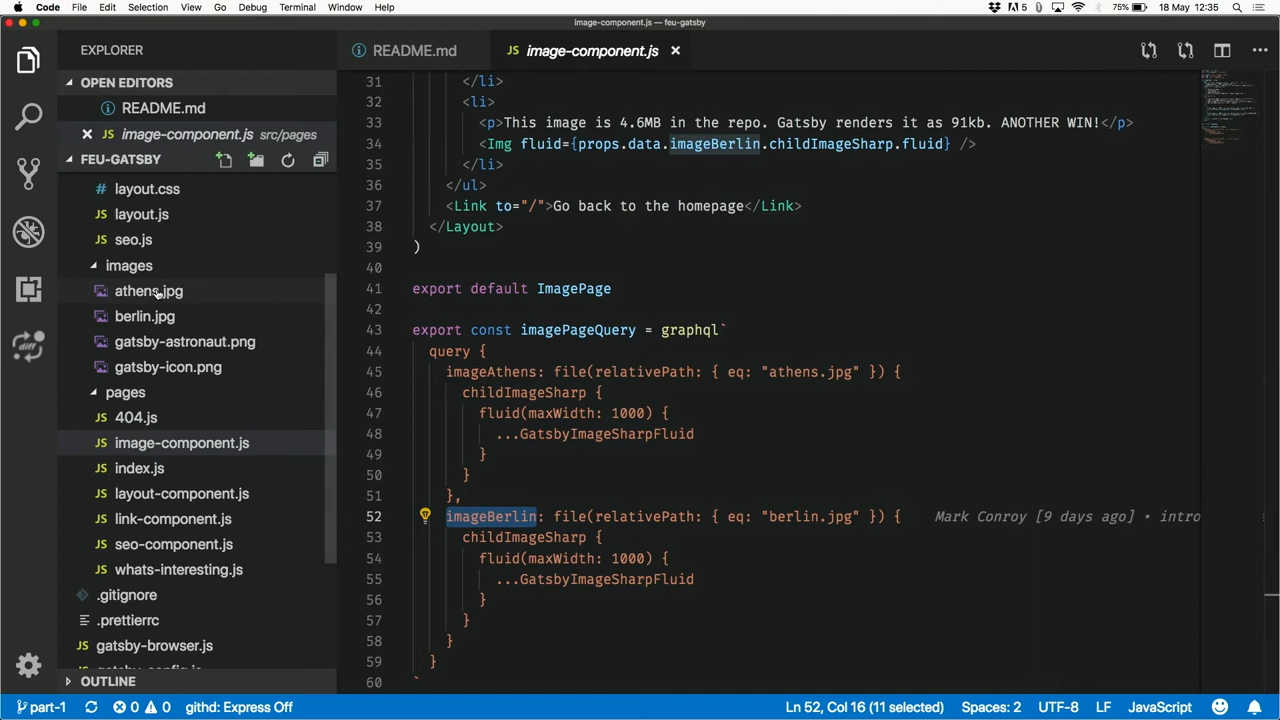 Code File Edit Selection View Go Debug Terminal Window Help 5 75% 18 May 12:35
image-component.js — feu-gatsby
EXPLORER
OPEN EDITORS
README.md
image-component.js src/pages
FEU-GATSBY
layout.css
layout.js
seo.js
images
athens.jpg
berlin.jpg
gatsby-astronaut.png
gatsby-icon.png
pages
404.js
image-component.js
index.js
layout-component.js
link-component.js
seo-component.js
whats-interesting.js
.gitignore
.prettierrc
gatsby-browser.js
gatsby-config.js
OUTLINE
README.md
JS image-component.js
31 </li>
32 <li>
33 <p>This image is 4.6MB in the repo. Gatsby renders it as 91kb. ANOTHER WIN!</p>
34 <Img fluid={props.data.imageBerlin.childImageSharp.fluid} />
35 </li>
36 </ul>
37 <Link to="/">Go back to the homepage</Link>
38 </Layout>
39 )
40
41 export default ImagePage
42
43 export const imagePageQuery = graphql`
44 query {
45 imageAthens: file(relativePath: { eq: "athens.jpg" }) {
46 childImageSharp {
47 fluid(maxWidth: 1000) {
48 ...GatsbyImageSharpFluid
49 }
50 }
51 },
52 imageBerlin: file(relativePath: { eq: "berlin.jpg" }) { Mark Conroy [9 days ago] • intro
53 childImageSharp {
54 fluid(maxWidth: 1000) {
55 ...GatsbyImageSharpFluid
56 }
57 }
58 }
59 }
60 `
part-1 0 0 githd: Express Off Ln 52, Col 16 (11 selected) Spaces: 2 UTF-8 LF JavaScript